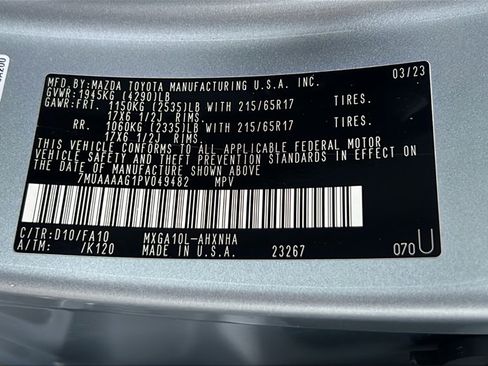 MFD.BY:MAZDA TOYOTA MANUFACTURING U.S.A. INC. 03/23
GVWR:1945KG (4290)LB
GAWR:FRT. 1150KG (2535)LB WITH 215/65R17 TIRES.
17X6 1/2J RIMS.
RR. 1060KG (2335)LB WITH 215/65R17 TIRES.
17X6 1/2J RIMS.
THIS VEHICLE CONFORMS TO ALL APPLICABLE FEDERAL MOTOR
VEHICLE SAFETY AND THEFT PREVENTION STANDARDS IN EFFECT ON
THE DATE OF MANUFACTURE SHOWN ABOVE.
7MUAAAAG1PV049482 MPV
C/TR:D10/FA10 MXGA10L-AHXNHA
A/TM: /K120 MADE IN U.S.A. 23267 070U